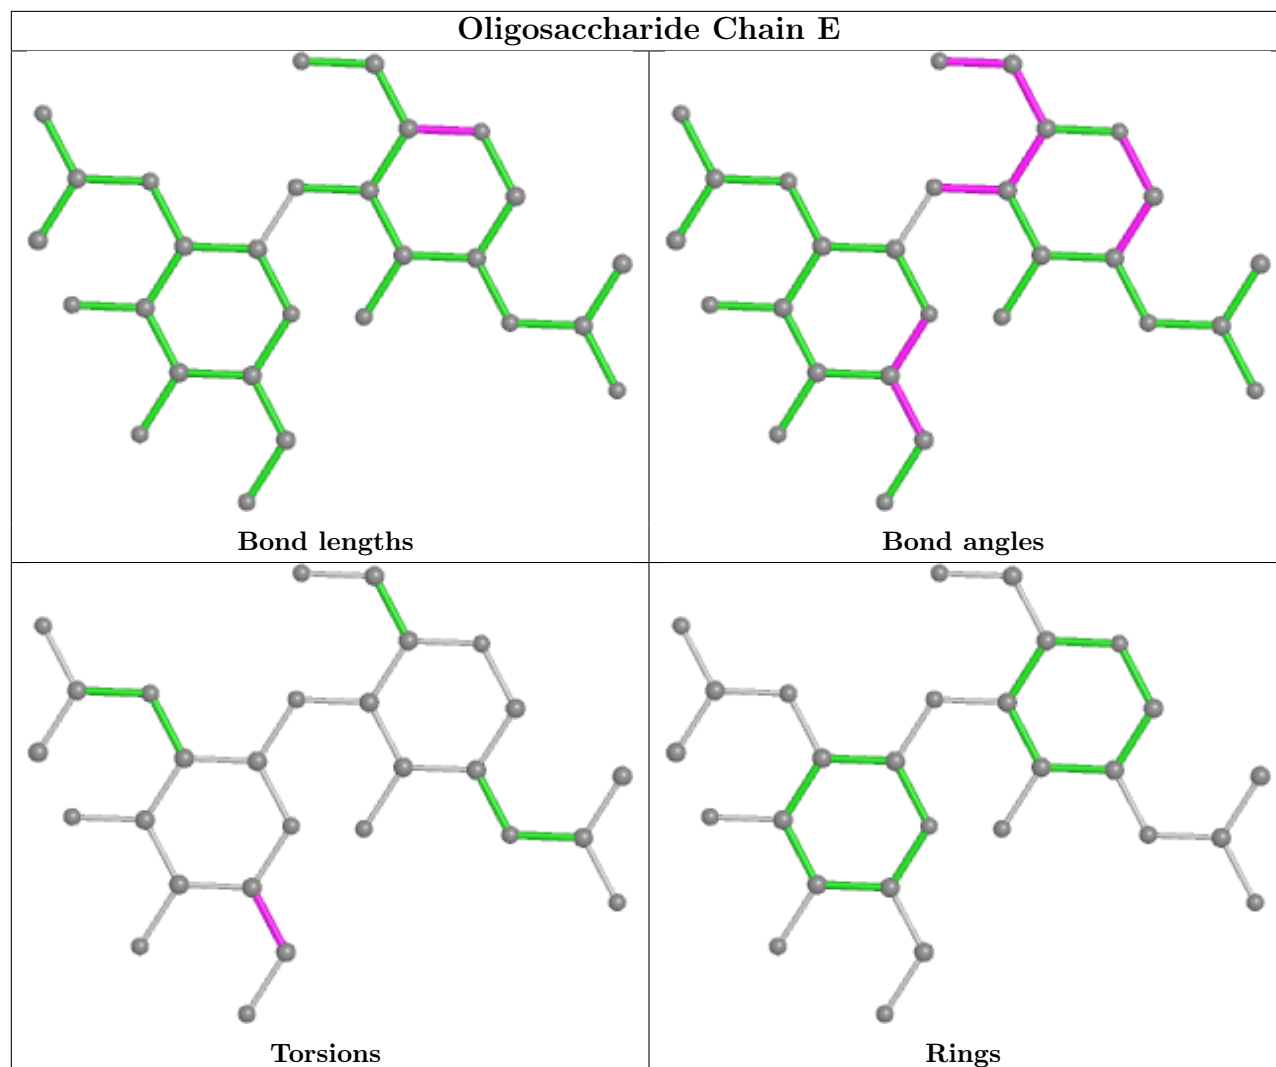 Oligosaccharide Chain E
Bond lengths
Bond angles
Torsions
Rings